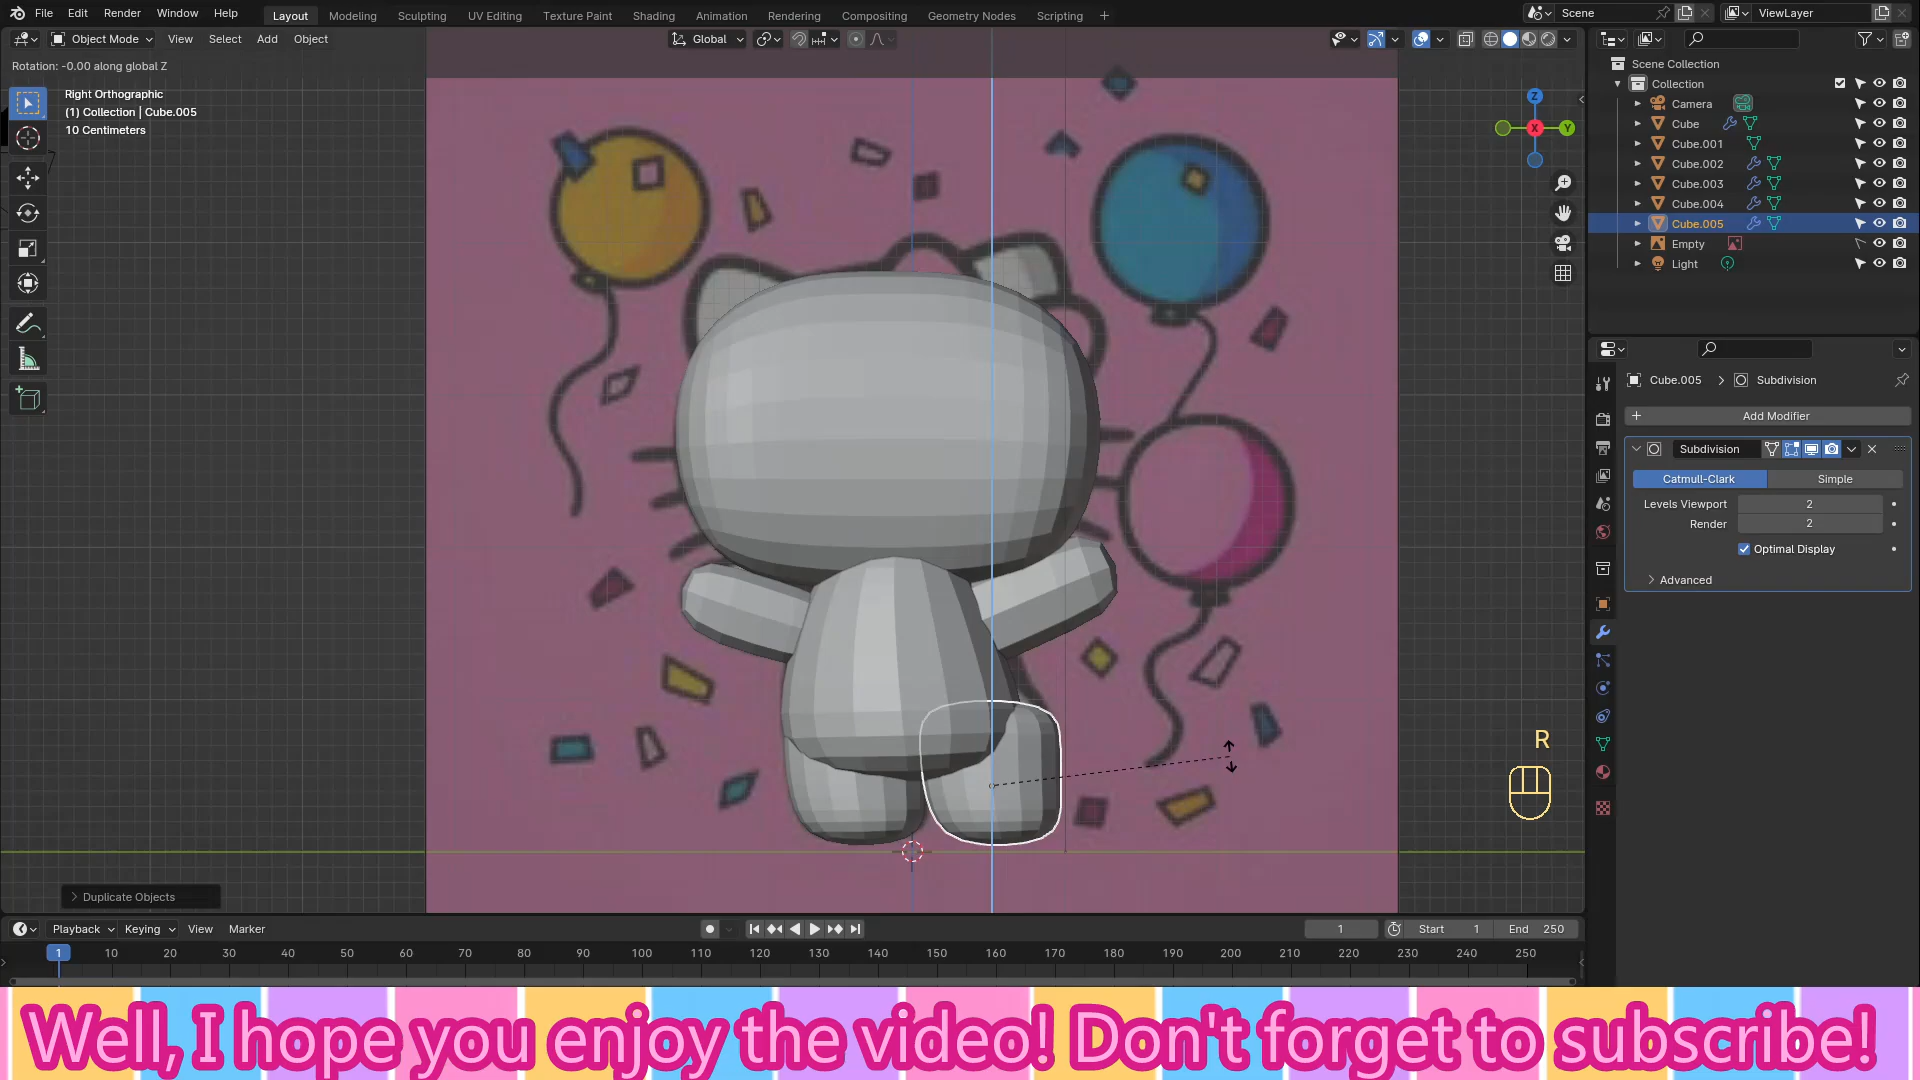 File Edit Render Window Help Layout Modeling Sculpting UV Editing Texture Paint Shading Animation Rendering Compositing Geometry Nodes Scripting + Scene ViewLayer
Object Mode View Select Add Object Global
Rotation: -0.00 along global Z
Right Orthographic
(1) Collection | Cube.005
10 Centimeters
Z
X
Y
Scene Collection
Collection
Camera
Cube
Cube.001
Cube.002
Cube.003
Cube.004
Cube.005
Empty
Light
Cube.005 > Subdivision
+ Add Modifier
Subdivision
Catmull-Clark Simple
Levels Viewport 2
Render 2
Optimal Display
Advanced
R
Duplicate Objects
Playback Keying View Marker 1 Start 1 End 250
1 10 20 30 40 50 60 70 80 90 100 110 120 130 140 150 160 170 180 190 200 210 220 230 240 250
Well, I hope you enjoy the video! Don't forget to subscribe!